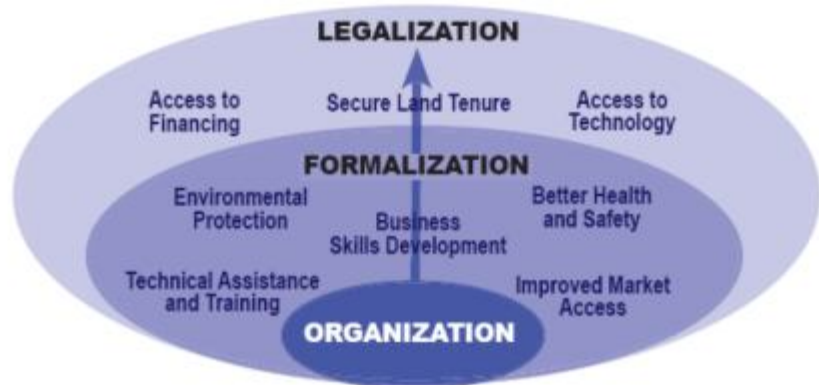 LEGALIZATION
Access to
Financing
Secure Land Tenure
Access to
Technology
FORMALIZATION
Environmental
Protection
Business
Skills Development
Better Health
and Safety
Technical Assistance
and Training
Improved Market
Access
ORGANIZATION